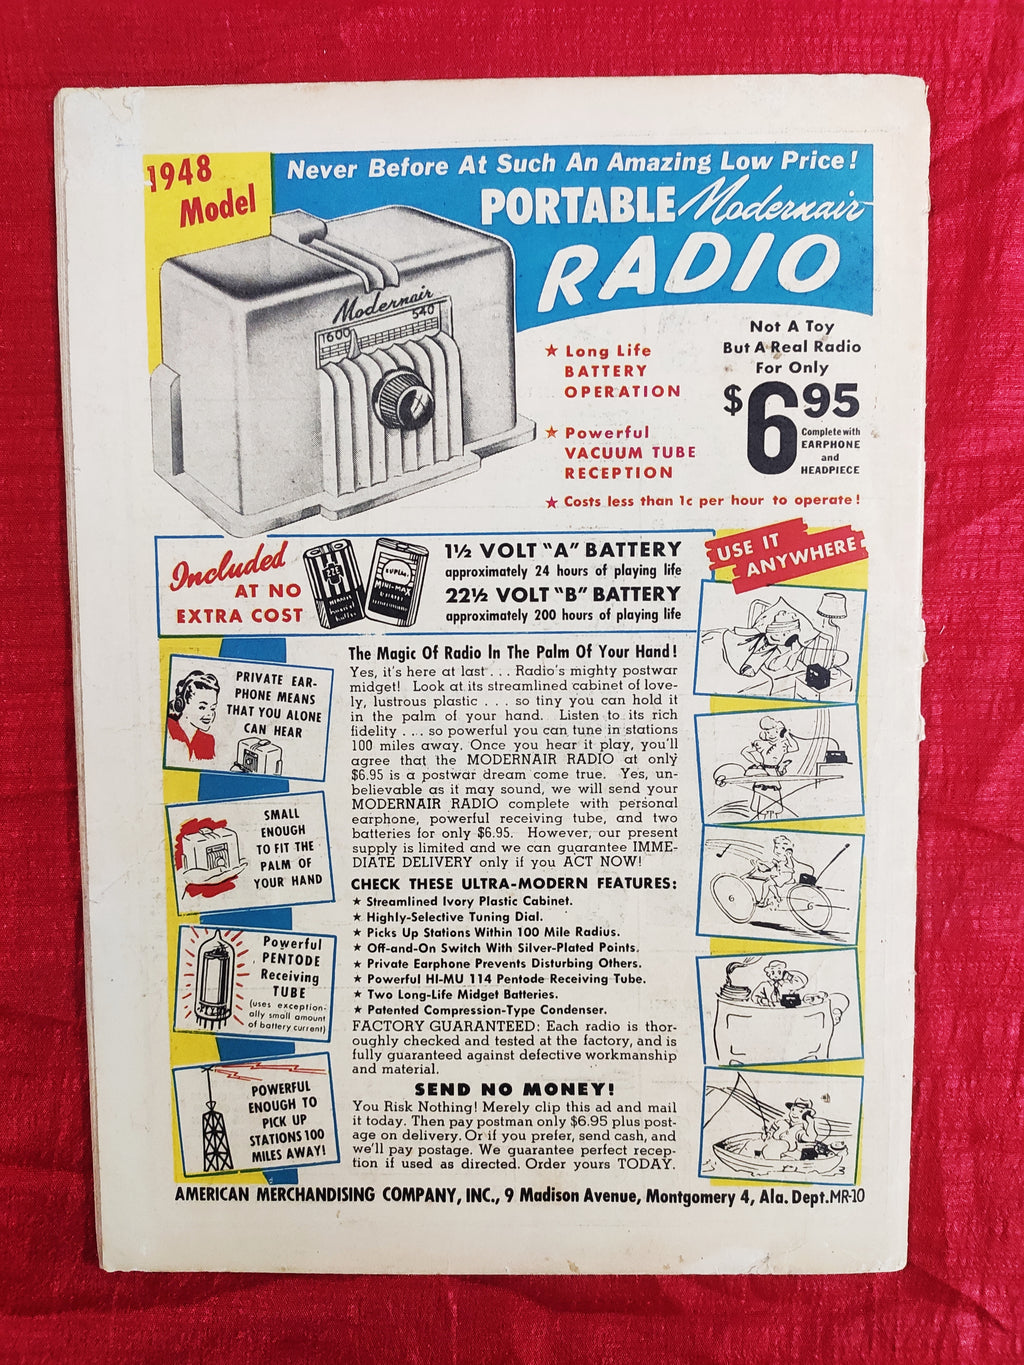 1948
Model
Never Before At Such An Amazing Low Price!
PORTABLE Modernair
RADIO
Modernair
1600 540
★ Long Life
BATTERY
OPERATION
★ Powerful
VACUUM TUBE
RECEPTION
★ Costs less than 1c per hour to operate!
Not A Toy
But A Real Radio
For Only
$6.95
Complete with
EARPHONE
and
HEADPIECE
Included
AT NO
EXTRA COST
MINI-MAX
1½ VOLT "A" BATTERY
approximately 24 hours of playing life
22½ VOLT "B" BATTERY
approximately 200 hours of playing life
USE IT
ANYWHERE!
PRIVATE EAR-
PHONE MEANS
THAT YOU ALONE
CAN HEAR
SMALL
ENOUGH
TO FIT THE
PALM OF
YOUR HAND
Powerful
PENTODE
Receiving
TUBE
(uses exception-
ally small amount
of battery current)
POWERFUL
ENOUGH TO
PICK UP
STATIONS 100
MILES AWAY!
The Magic Of Radio In The Palm Of Your Hand!
Yes, it's here at last . . . Radio's mighty postwar
midget! Look at its streamlined cabinet of love-
ly, lustrous plastic . . . so tiny you can hold it
in the palm of your hand. Listen to its rich
fidelity . . . so powerful you can tune in stations
100 miles away. Once you hear it play, you'll
agree that the MODERNAIR RADIO at only
$6.95 is a postwar dream come true. Yes, un-
believable as it may sound, we will send your
MODERNAIR RADIO complete with personal
earphone, powerful receiving tube, and two
batteries for only $6.95. However, our present
supply is limited and we can guarantee IMME-
DIATE DELIVERY only if you ACT NOW!
CHECK THESE ULTRA-MODERN FEATURES:
★ Streamlined Ivory Plastic Cabinet.
★ Highly-Selective Tuning Dial.
★ Picks Up Stations Within 100 Mile Radius.
★ Off-and-On Switch With Silver-Plated Points.
★ Private Earphone Prevents Disturbing Others.
★ Powerful HI-MU 114 Pentode Receiving Tube.
★ Two Long-Life Midget Batteries.
★ Patented Compression-Type Condenser.
FACTORY GUARANTEED: Each radio is thor-
oughly checked and tested at the factory, and is
fully guaranteed against defective workmanship
and material.
SEND NO MONEY!
You Risk Nothing! Merely clip this ad and mail
it today. Then pay postman only $6.95 plus post-
age on delivery. Or if you prefer, send cash, and
we'll pay postage. We guarantee perfect recep-
tion if used as directed. Order yours TODAY.
AMERICAN MERCHANDISING COMPANY, INC., 9 Madison Avenue, Montgomery 4, Ala. Dept. MR-10